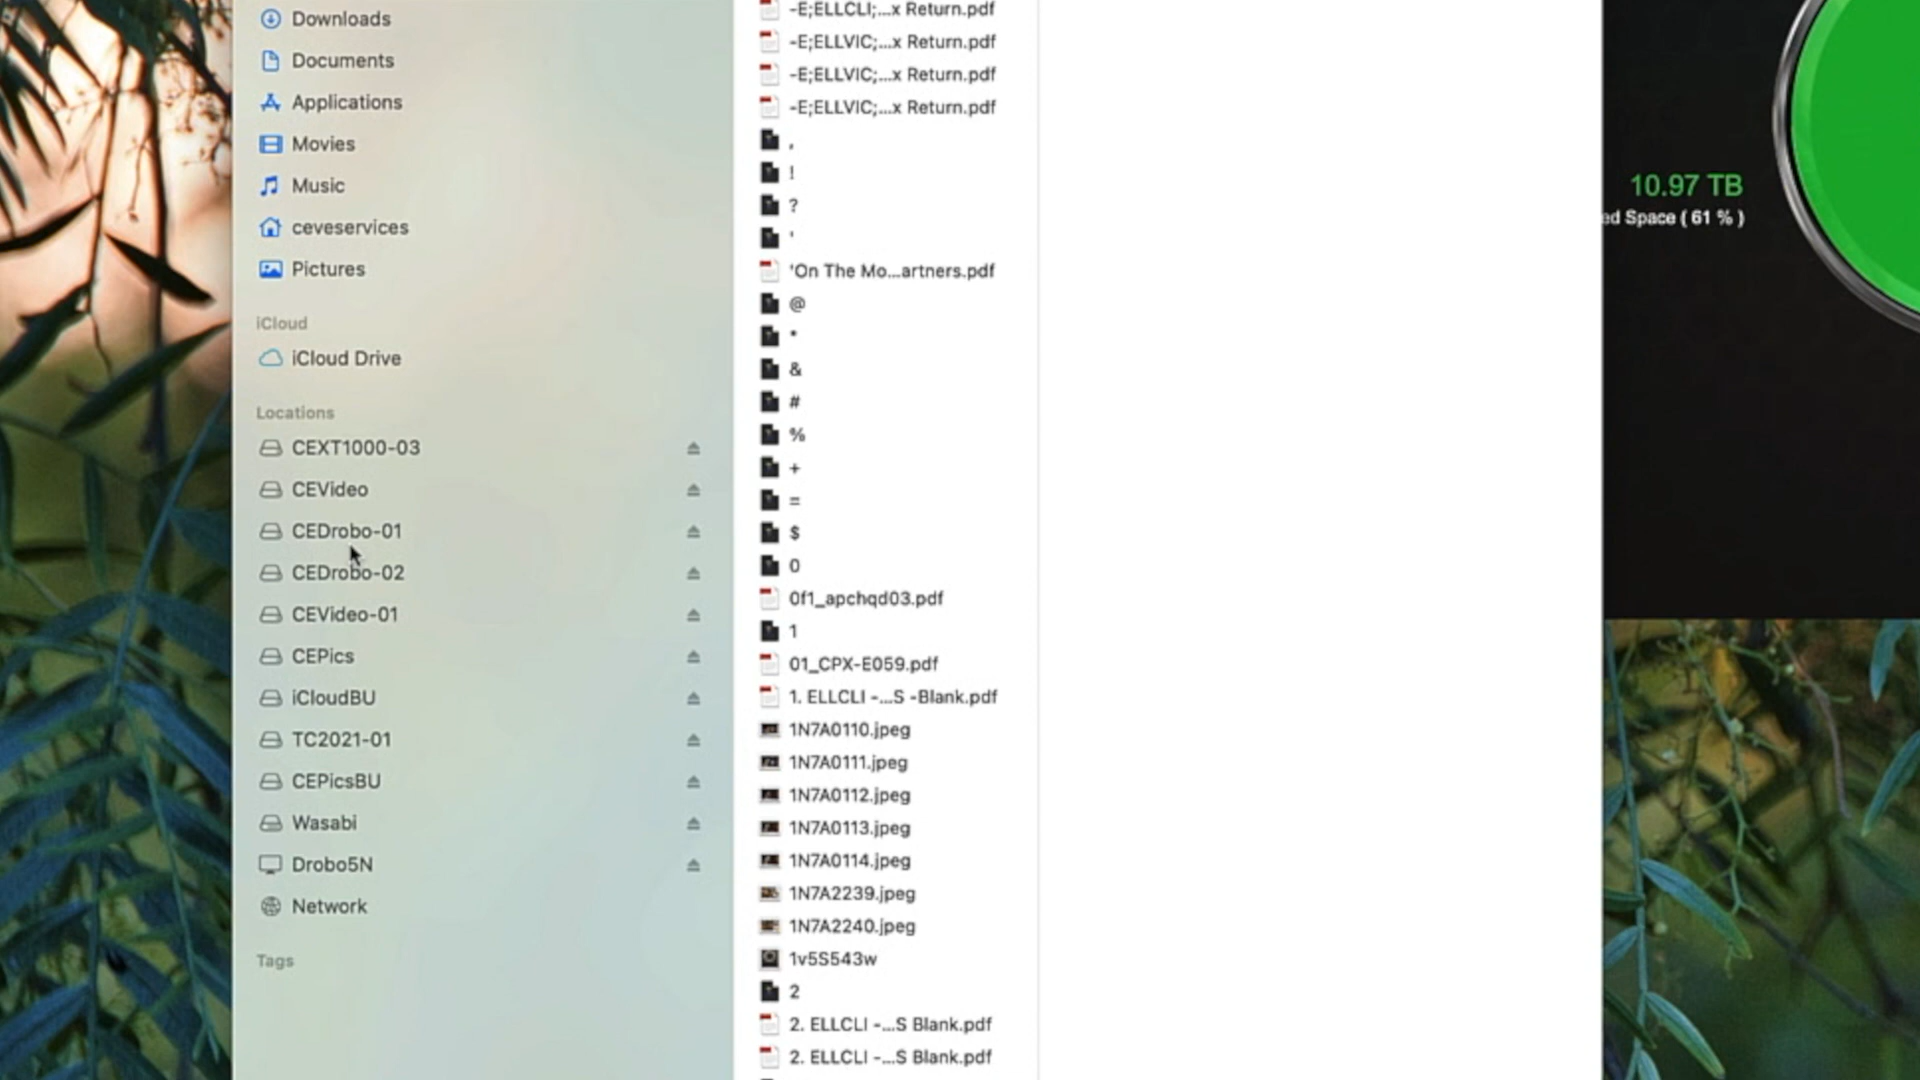 Downloads
Documents
Applications
Movies
Music
ceveservices
Pictures
iCloud
iCloud Drive
Locations
CEXT1000-03
CEVideo
CEDrobo-01
CEDrobo-02
CEVideo-01
CEPics
iCloudBU
TC2021-01
CEPicsBU
Wasabi
Drobo5N
Network
Tags
-E;ELLCLI;...x Return.pdf
-E;ELLVIC;...x Return.pdf
-E;ELLVIC;...x Return.pdf
-E;ELLVIC;...x Return.pdf
,
!
?
'
'On The Mo...artners.pdf
@
*
&
#
%
+
=
$
0
0f1_apchqd03.pdf
1
01_CPX-E059.pdf
1. ELLCLI -...S -Blank.pdf
1N7A0110.jpeg
1N7A0111.jpeg
1N7A0112.jpeg
1N7A0113.jpeg
1N7A0114.jpeg
1N7A2239.jpeg
1N7A2240.jpeg
1v5S543w
2
2. ELLCLI -...S Blank.pdf
2. ELLCLI -...S Blank.pdf
10.97 TB
ed Space ( 61 % )